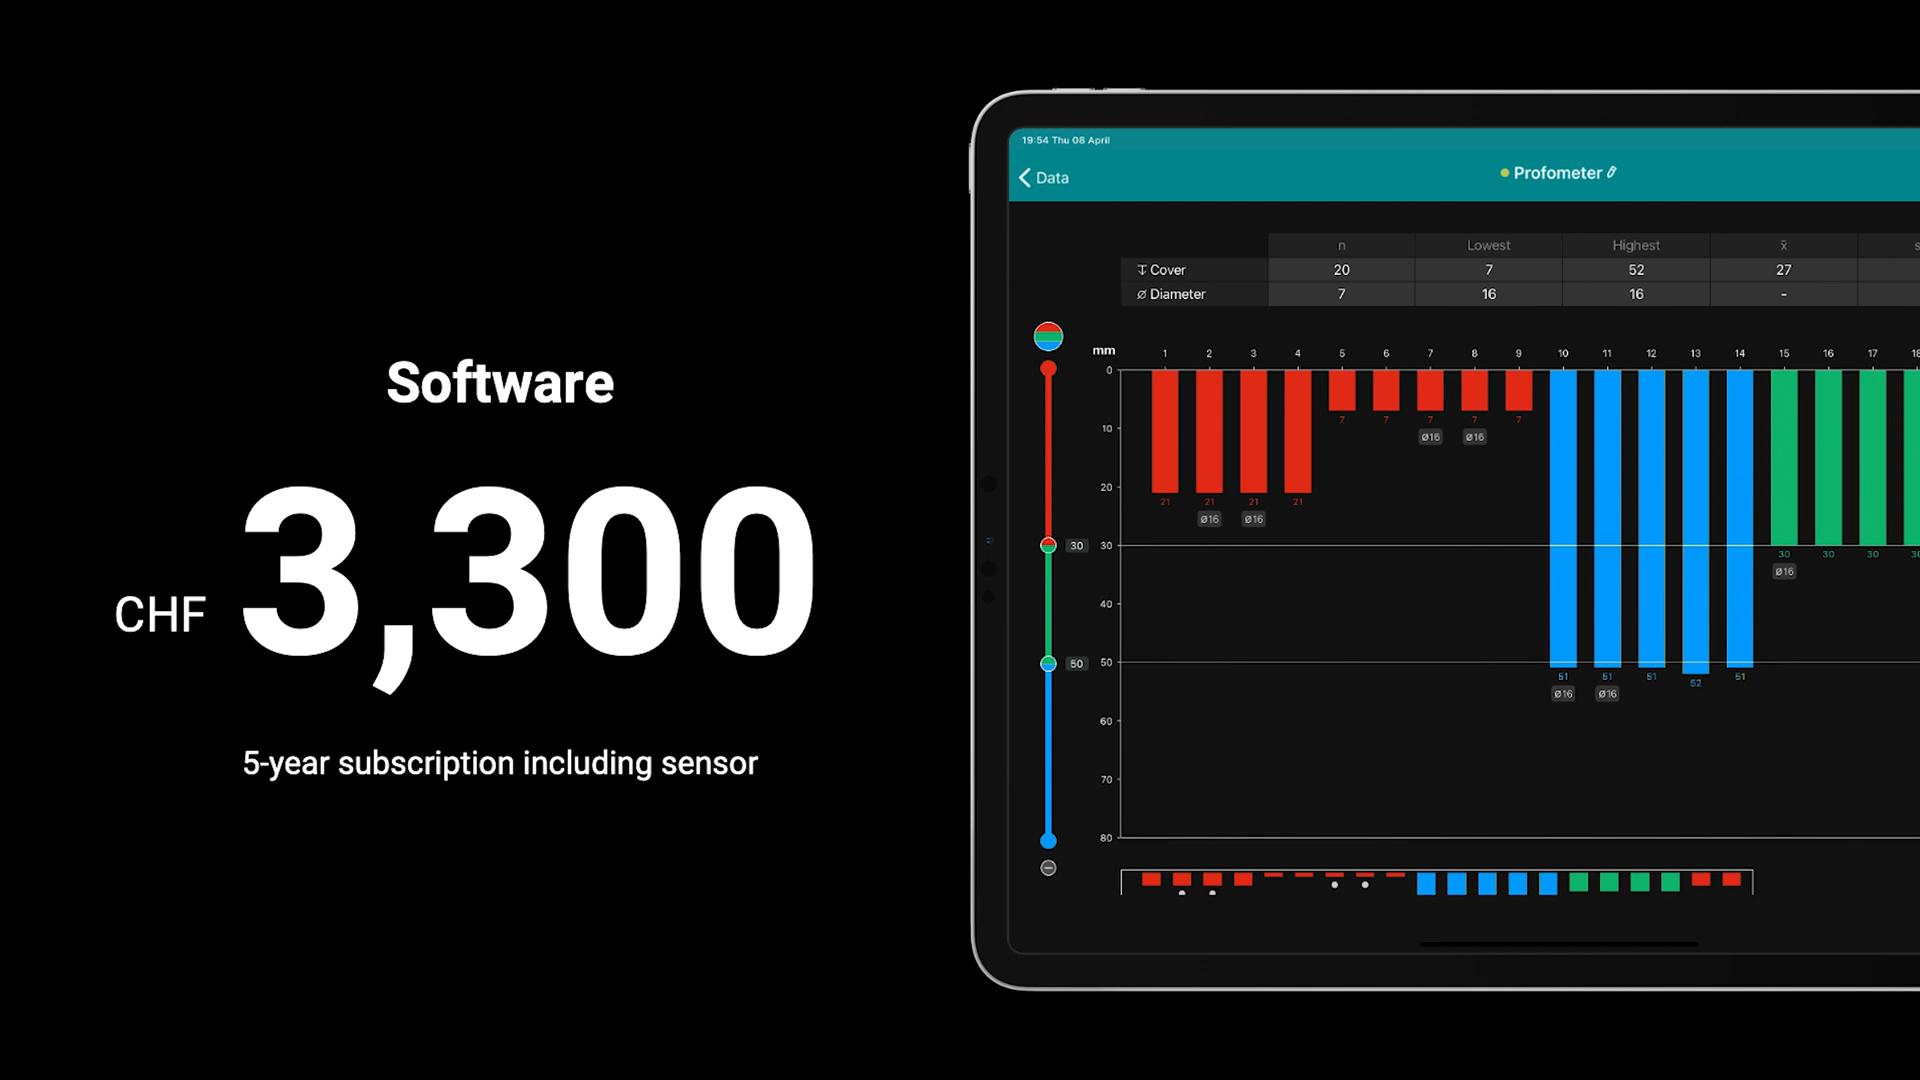 Software
CHF 3,300
5-year subscription including sensor
19:54 Thu 08 April
Data
Profometer
n Lowest Highest x̄ s
Cover 20 7 52 27
ø Diameter 7 16 16 -
mm 1 2 3 4 5 6 7 8 9 10 11 12 13 14 15 16 17 18
0
10
20
30
40
50
60
70
80
30
50
7 7 7 7 7
ø16 ø16
21 21 21 21
ø16 ø16
30 30 30 30
ø16
51 51 51 52 51
ø16 ø16